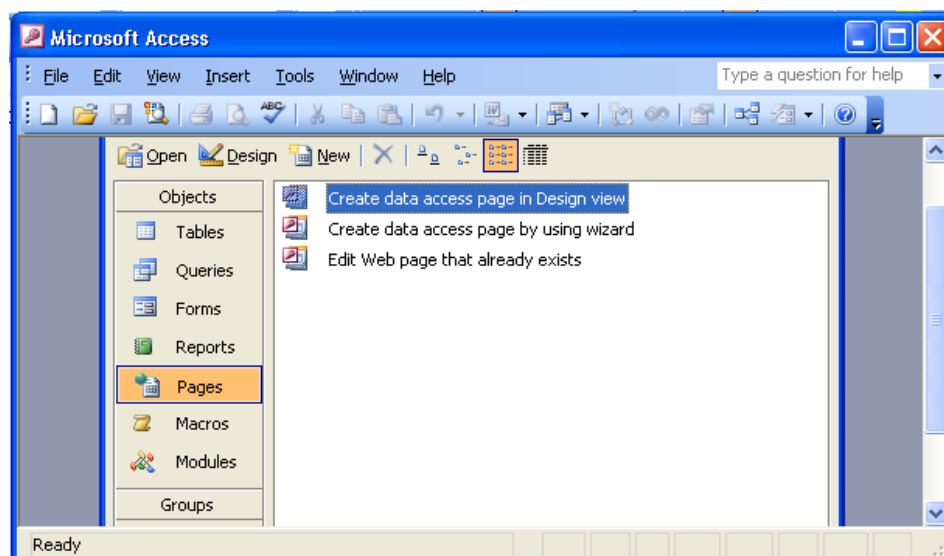 Microsoft Access
File Edit View Insert Tools Window Help Type a question for help
ABC W
Open Design New
Objects
Create data access page in Design view
Tables
Create data access page by using wizard
Queries
Edit Web page that already exists
Forms
Reports
Pages
Macros
Modules
Groups
Ready